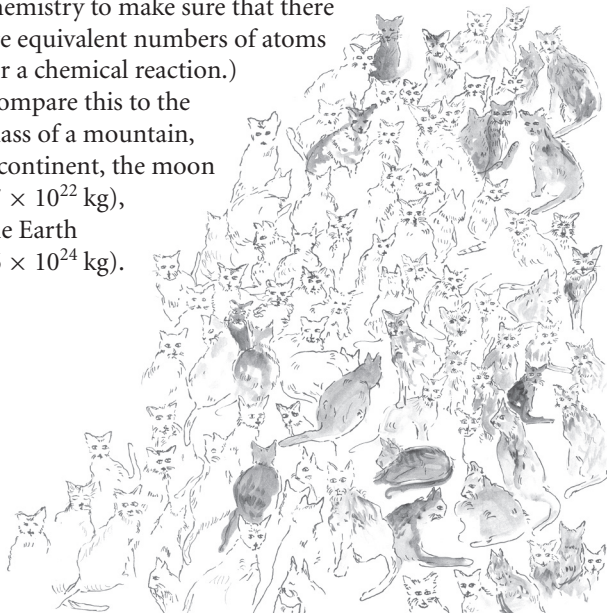 hemistry to make sure that there
e equivalent numbers of atoms
r a chemical reaction.)
ompare this to the
ass of a mountain,
continent, the moon
× 10²² kg),
e Earth
× 10²⁴ kg).